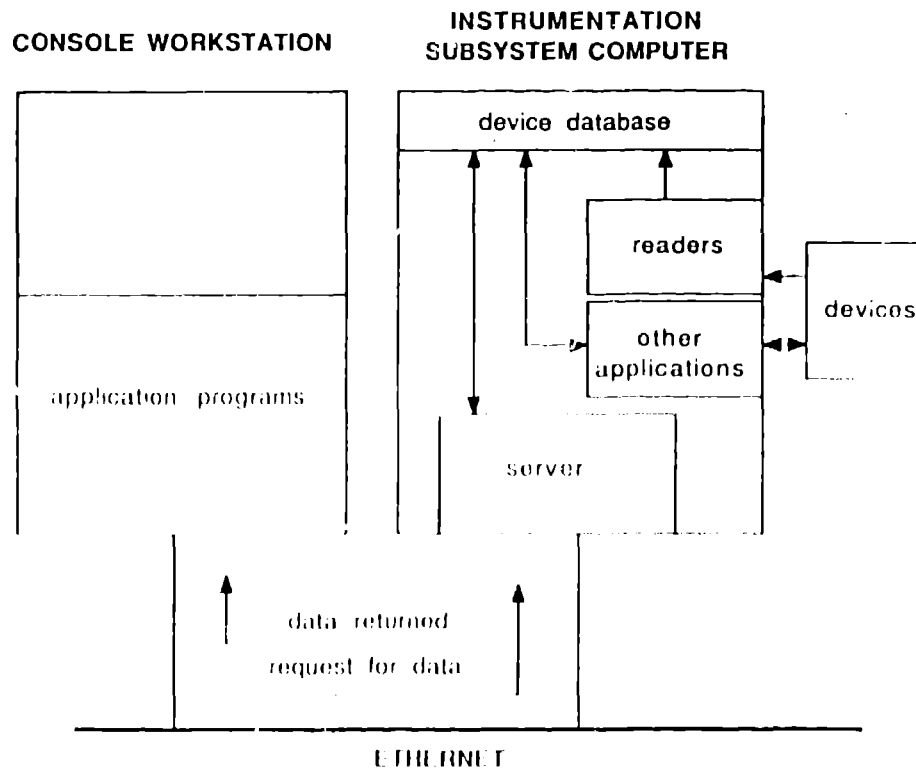 CONSOLE WORKSTATION
INSTRUMENTATION
SUBSYSTEM COMPUTER
device database
readers
devices
other
applications
application programs
server
data returned
request for data
ETHERNET